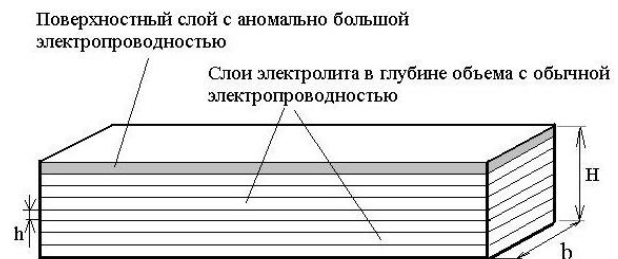 Поверхностный слой с аномально большой
электропроводностью
Слои электролита в глубине объема с обычной
электропроводностью
H
h
b